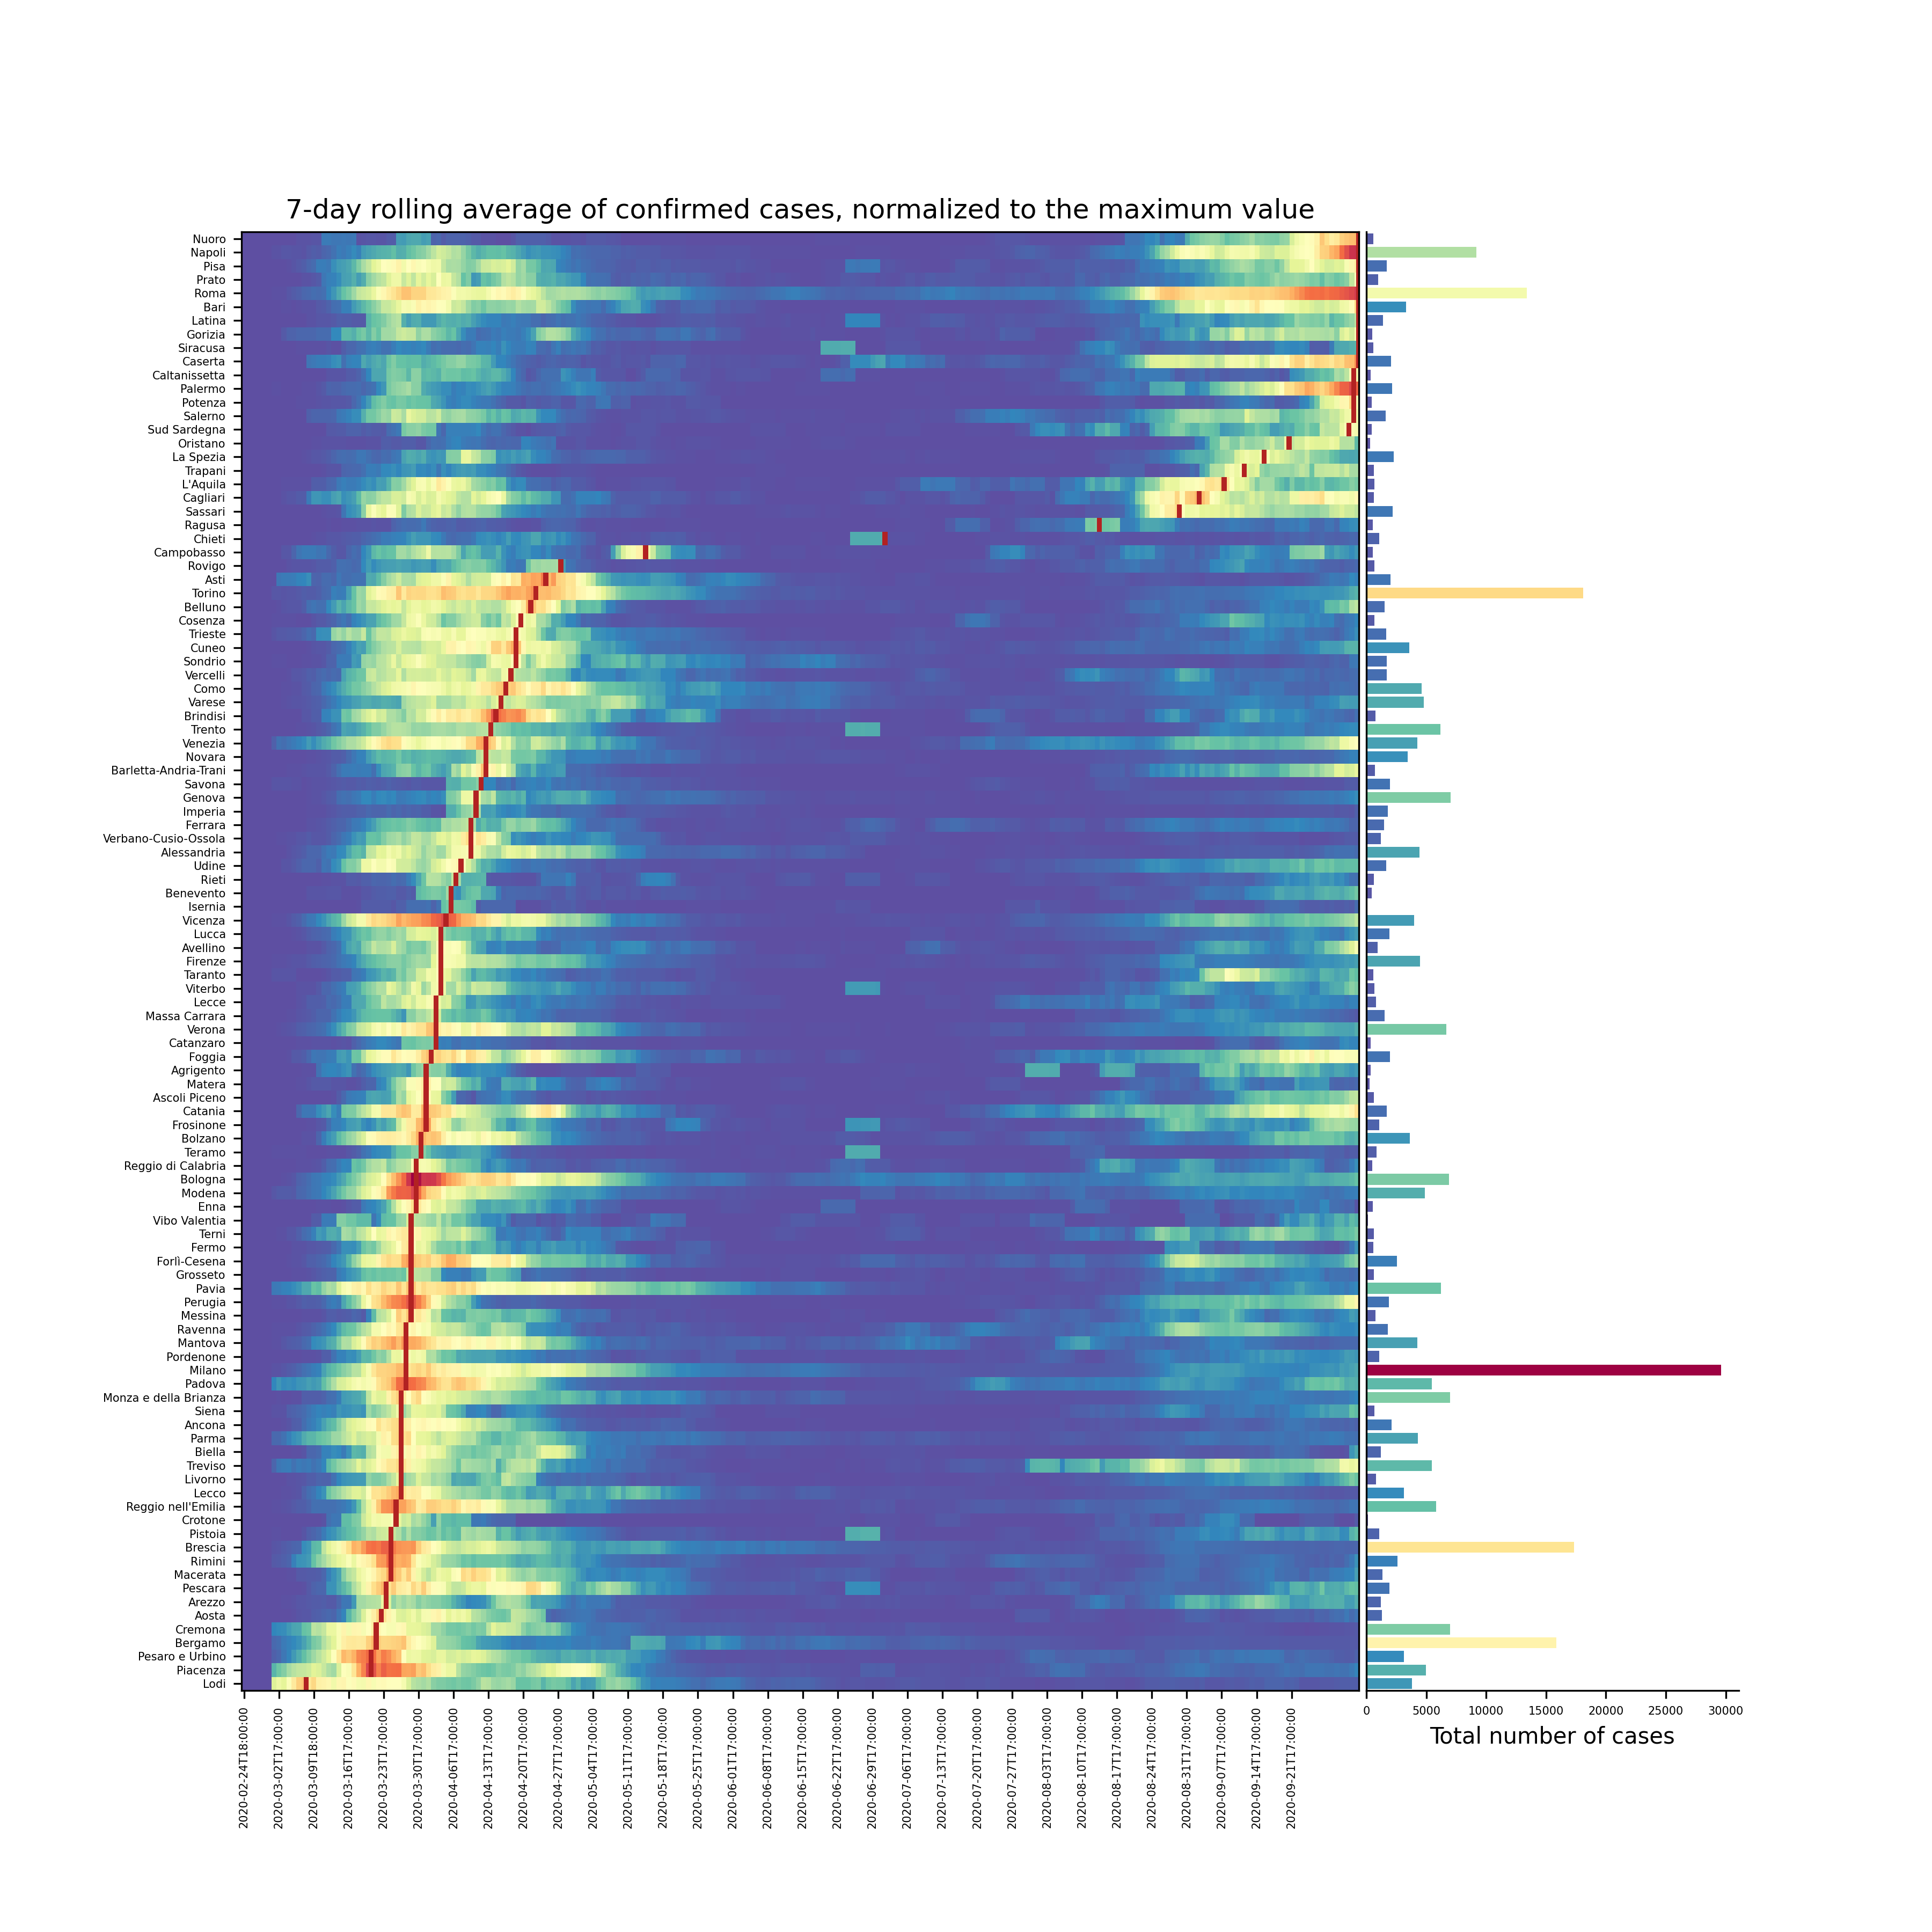 7-day rolling average of confirmed cases, normalized to the maximum value
Nuoro
Napoli
Pisa
Prato
Roma
Bari
Latina
Gorizia
Siracusa
Caserta
Caltanissetta
Palermo
Potenza
Salerno
Sud Sardegna
Oristano
La Spezia
Trapani
L'Aquila
Cagliari
Sassari
Ragusa
Chieti
Campobasso
Rovigo
Asti
Torino
Belluno
Cosenza
Trieste
Cuneo
Sondrio
Vercelli
Como
Varese
Brindisi
Trento
Venezia
Novara
Barletta-Andria-Trani
Savona
Genova
Imperia
Ferrara
Verbano-Cusio-Ossola
Alessandria
Udine
Rieti
Benevento
Isernia
Vicenza
Lucca
Avellino
Firenze
Taranto
Viterbo
Lecce
Massa Carrara
Verona
Catanzaro
Foggia
Agrigento
Matera
Ascoli Piceno
Catania
Frosinone
Bolzano
Teramo
Reggio di Calabria
Bologna
Modena
Enna
Vibo Valentia
Terni
Fermo
Forlì-Cesena
Grosseto
Pavia
Perugia
Messina
Ravenna
Mantova
Pordenone
Milano
Padova
Monza e della Brianza
Siena
Ancona
Parma
Biella
Treviso
Livorno
Lecco
Reggio nell'Emilia
Crotone
Pistoia
Brescia
Rimini
Macerata
Pescara
Arezzo
Aosta
Cremona
Bergamo
Pesaro e Urbino
Piacenza
Lodi
2020-02-24T18:00:00
2020-03-02T17:00:00
2020-03-09T18:00:00
2020-03-16T17:00:00
2020-03-23T17:00:00
2020-03-30T17:00:00
2020-04-06T17:00:00
2020-04-13T17:00:00
2020-04-20T17:00:00
2020-04-27T17:00:00
2020-05-04T17:00:00
2020-05-11T17:00:00
2020-05-18T17:00:00
2020-05-25T17:00:00
2020-06-01T17:00:00
2020-06-08T17:00:00
2020-06-15T17:00:00
2020-06-22T17:00:00
2020-06-29T17:00:00
2020-07-06T17:00:00
2020-07-13T17:00:00
2020-07-20T17:00:00
2020-07-27T17:00:00
2020-08-03T17:00:00
2020-08-10T17:00:00
2020-08-17T17:00:00
2020-08-24T17:00:00
2020-08-31T17:00:00
2020-09-07T17:00:00
2020-09-14T17:00:00
2020-09-21T17:00:00
0 5000 10000 15000 20000 25000 30000
Total number of cases